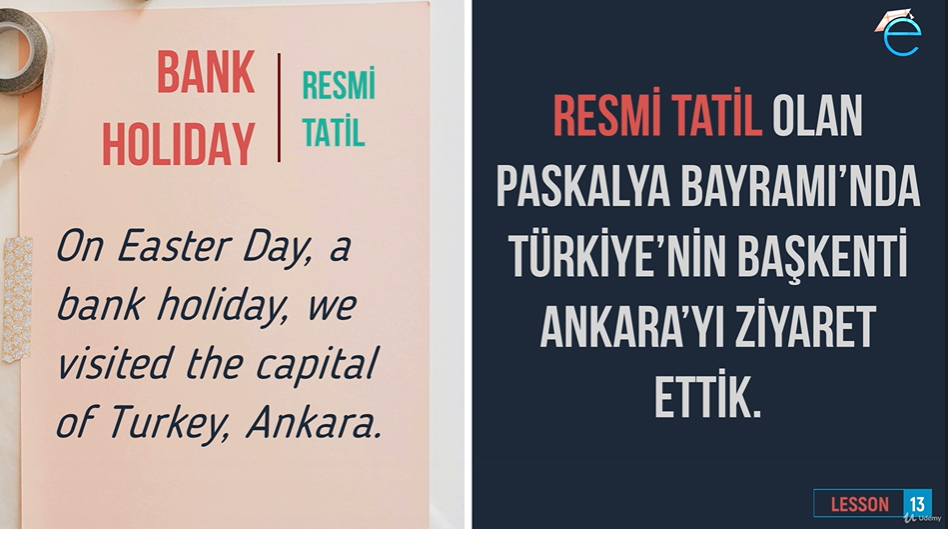 BANK
HOLIDAY
RESMİ
TATİL
On Easter Day, a
bank holiday, we
visited the capital
of Turkey, Ankara.
RESMİ TATİL OLAN
PASKALYA BAYRAMI'NDA
TÜRKİYE'NİN BAŞKENTİ
ANKARA'YI ZİYARET
ETTİK.
LESSON 13
Udemy